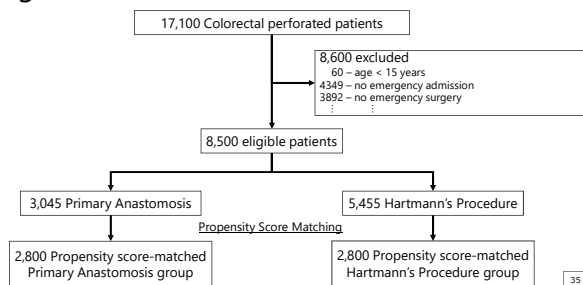 17,100 Colorectal perforated patients
8,600 excluded
60 – age < 15 years
4349 – no emergency admission
3892 – no emergency surgery
⋮ ⋮
8,500 eligible patients
3,045 Primary Anastomosis
5,455 Hartmann’s Procedure
Propensity Score Matching
2,800 Propensity score-matched
Primary Anastomosis group
2,800 Propensity score-matched
Hartmann’s Procedure group
35